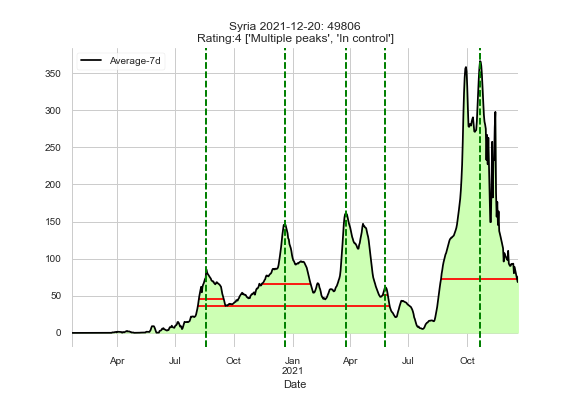 Syria 2021-12-20: 49806
Rating:4 ['Multiple peaks', 'In control']
Average-7d
350
300
250
200
150
100
50
0
Apr Jul Oct Jan Apr Jul Oct
2021
Date